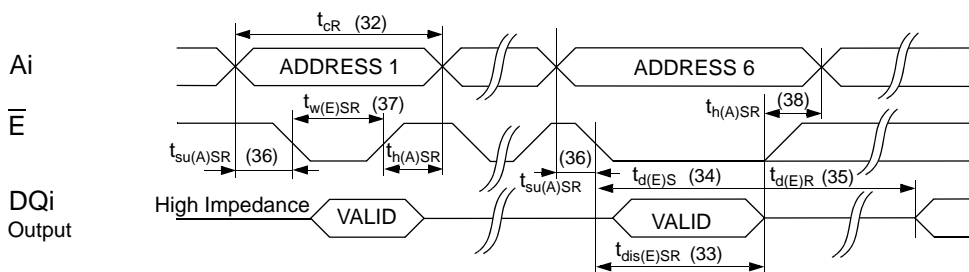 tcR (32)
Ai
ADDRESS 1
ADDRESS 6
tw(E)SR (37)
th(A)SR (38)
E
tsu(A)SR (36)
th(A)SR
tsu(A)SR (36)
td(E)S (34)
td(E)R (35)
DQi
Output
High Impedance
VALID
VALID
tdis(E)SR (33)